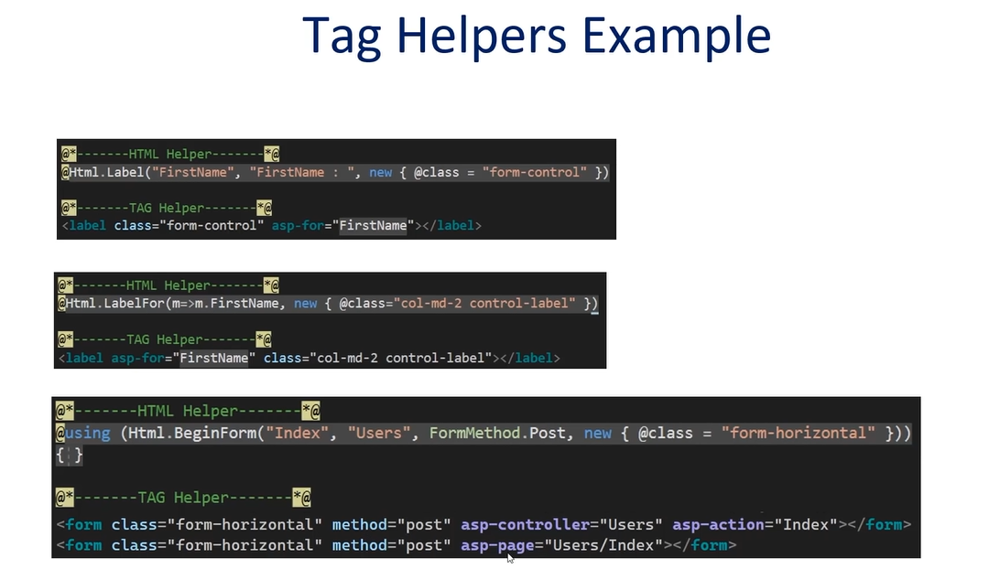 Tag Helpers Example
@*-------HTML Helper-------*@
@Html.Label("FirstName", "FirstName : ", new { @class = "form-control" })
@*-------TAG Helper-------*@
<label class="form-control" asp-for="FirstName"></label>
@*-------HTML Helper-------*@
@Html.LabelFor(m=>m.FirstName, new { @class="col-md-2 control-label" })
@*-------TAG Helper-------*@
<label asp-for="FirstName" class="col-md-2 control-label"></label>
@*-------HTML Helper-------*@
@using (Html.BeginForm("Index", "Users", FormMethod.Post, new { @class = "form-horizontal" }))
{ }
@*-------TAG Helper-------*@
<form class="form-horizontal" method="post" asp-controller="Users" asp-action="Index"></form>
<form class="form-horizontal" method="post" asp-page="Users/Index"></form>